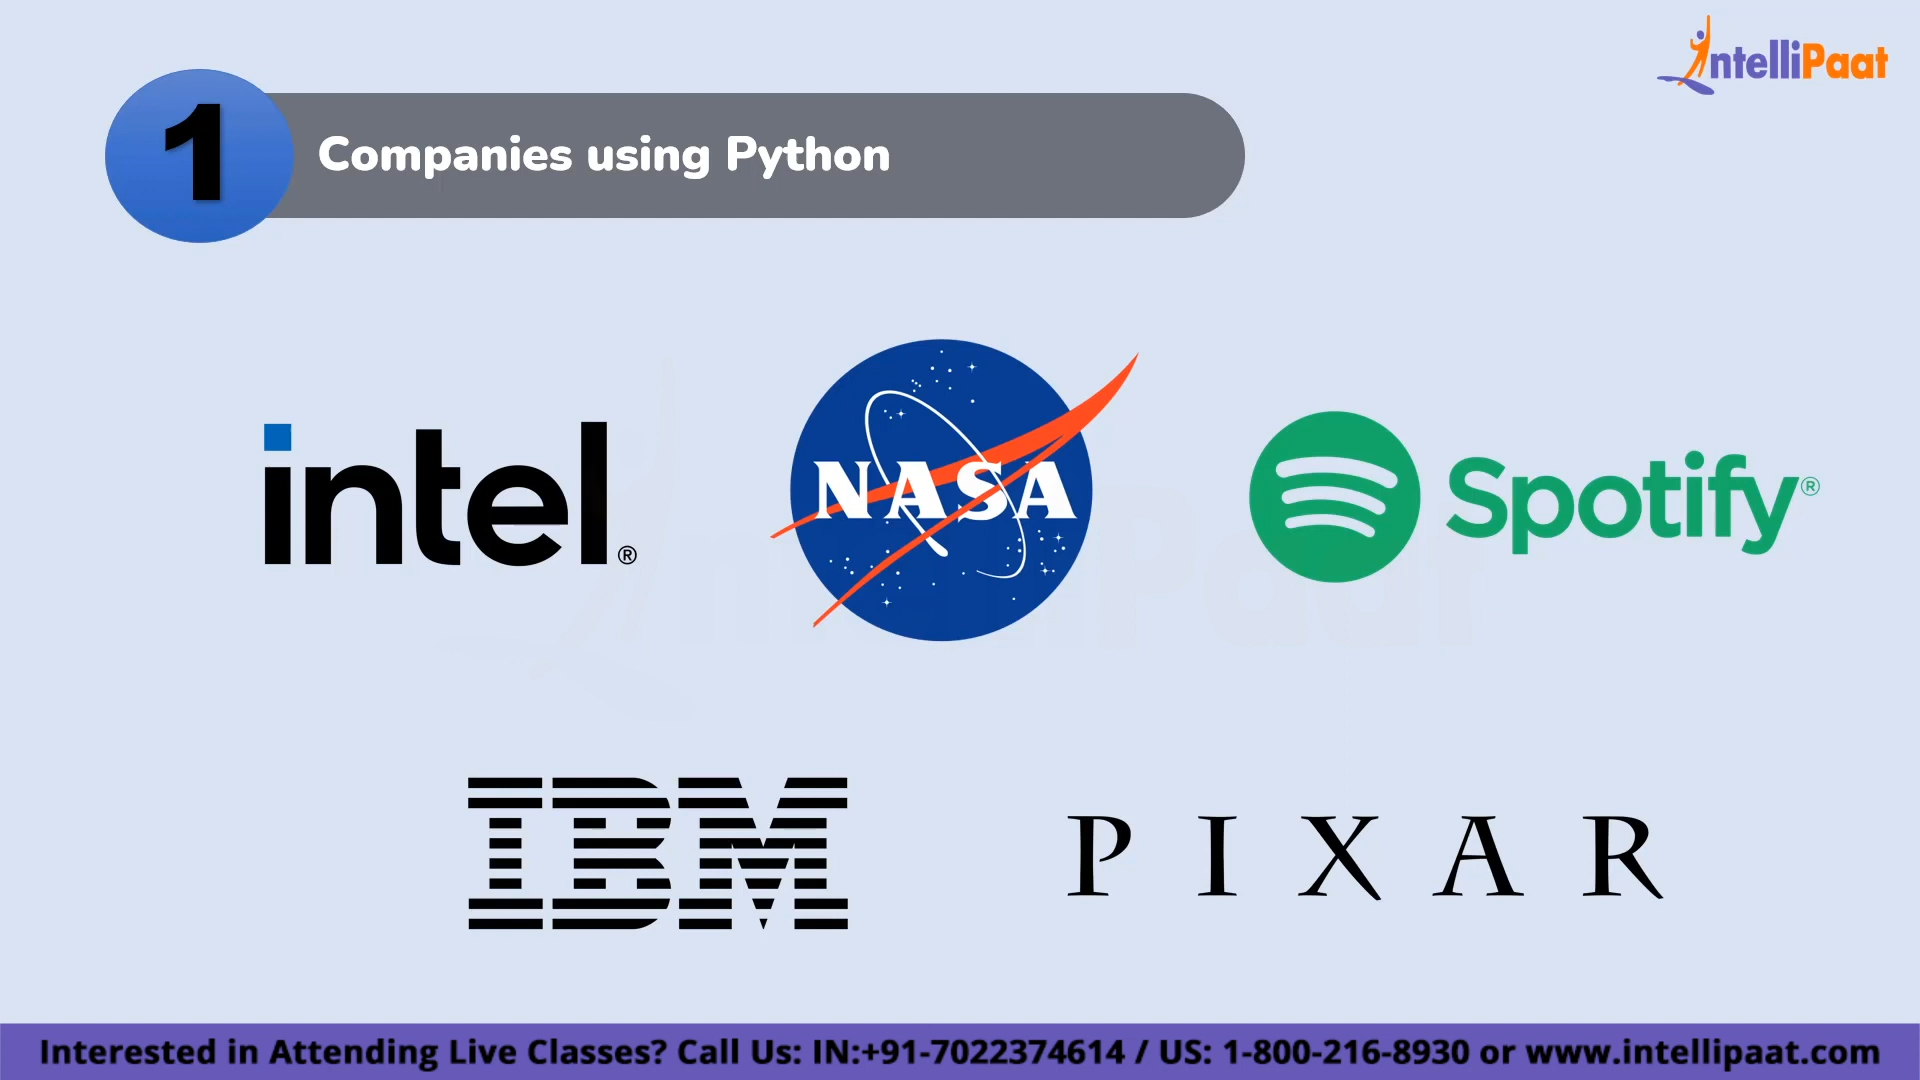 IntelliPaat
1
Companies using Python
intel®
NASA
Spotify®
IBM
PIXAR
Interested in Attending Live Classes? Call Us: IN:+91-7022374614 / US: 1-800-216-8930 or www.intellipaat.com